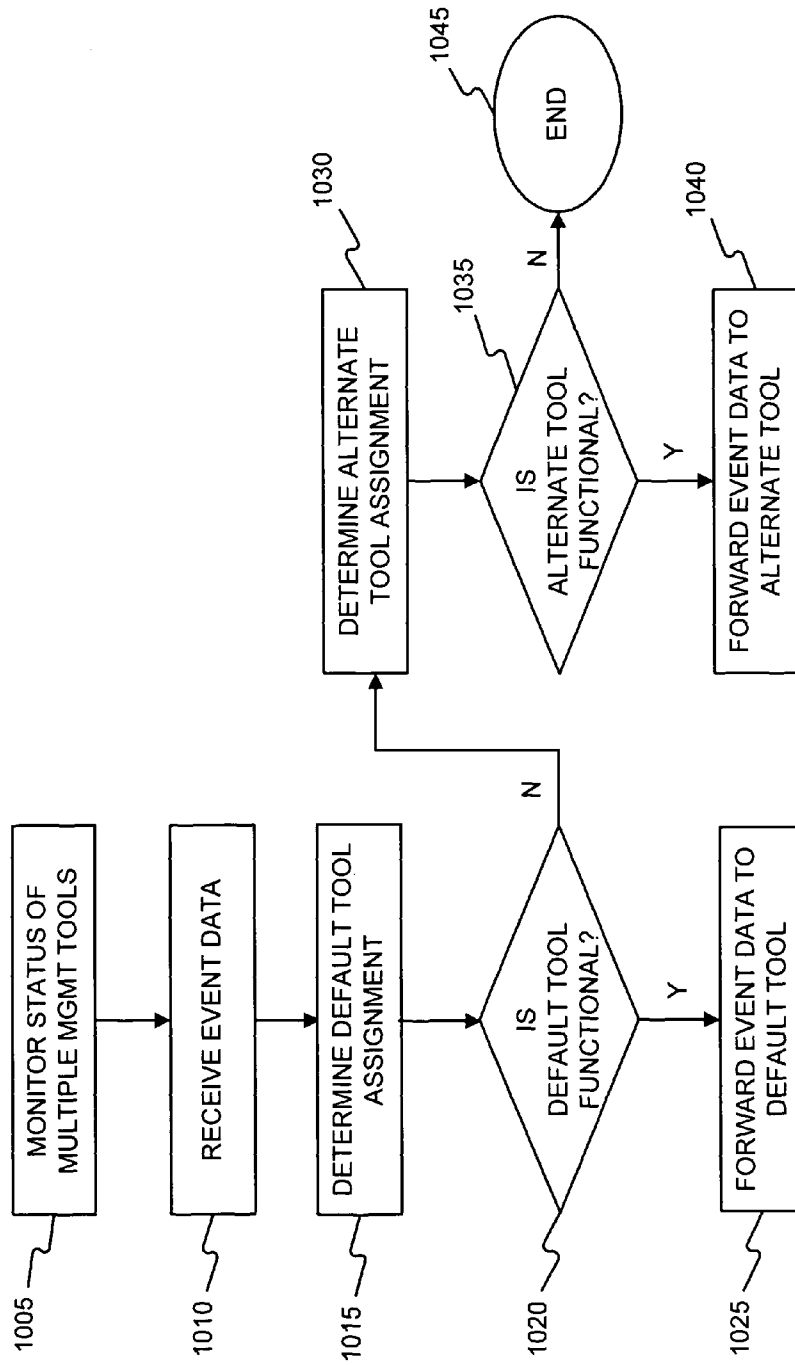 1005
MONITOR STATUS OF
MULTIPLE MGMT TOOLS
1010
RECEIVE EVENT DATA
1015
DETERMINE DEFAULT TOOL
ASSIGNMENT
1020
IS
DEFAULT TOOL
FUNCTIONAL?
N
Y
1025
FORWARD EVENT DATA TO
DEFAULT TOOL
1030
DETERMINE ALTERNATE
TOOL ASSIGNMENT
1035
IS
ALTERNATE TOOL
FUNCTIONAL?
N
Y
1045
END
1040
FORWARD EVENT DATA TO
ALTERNATE TOOL